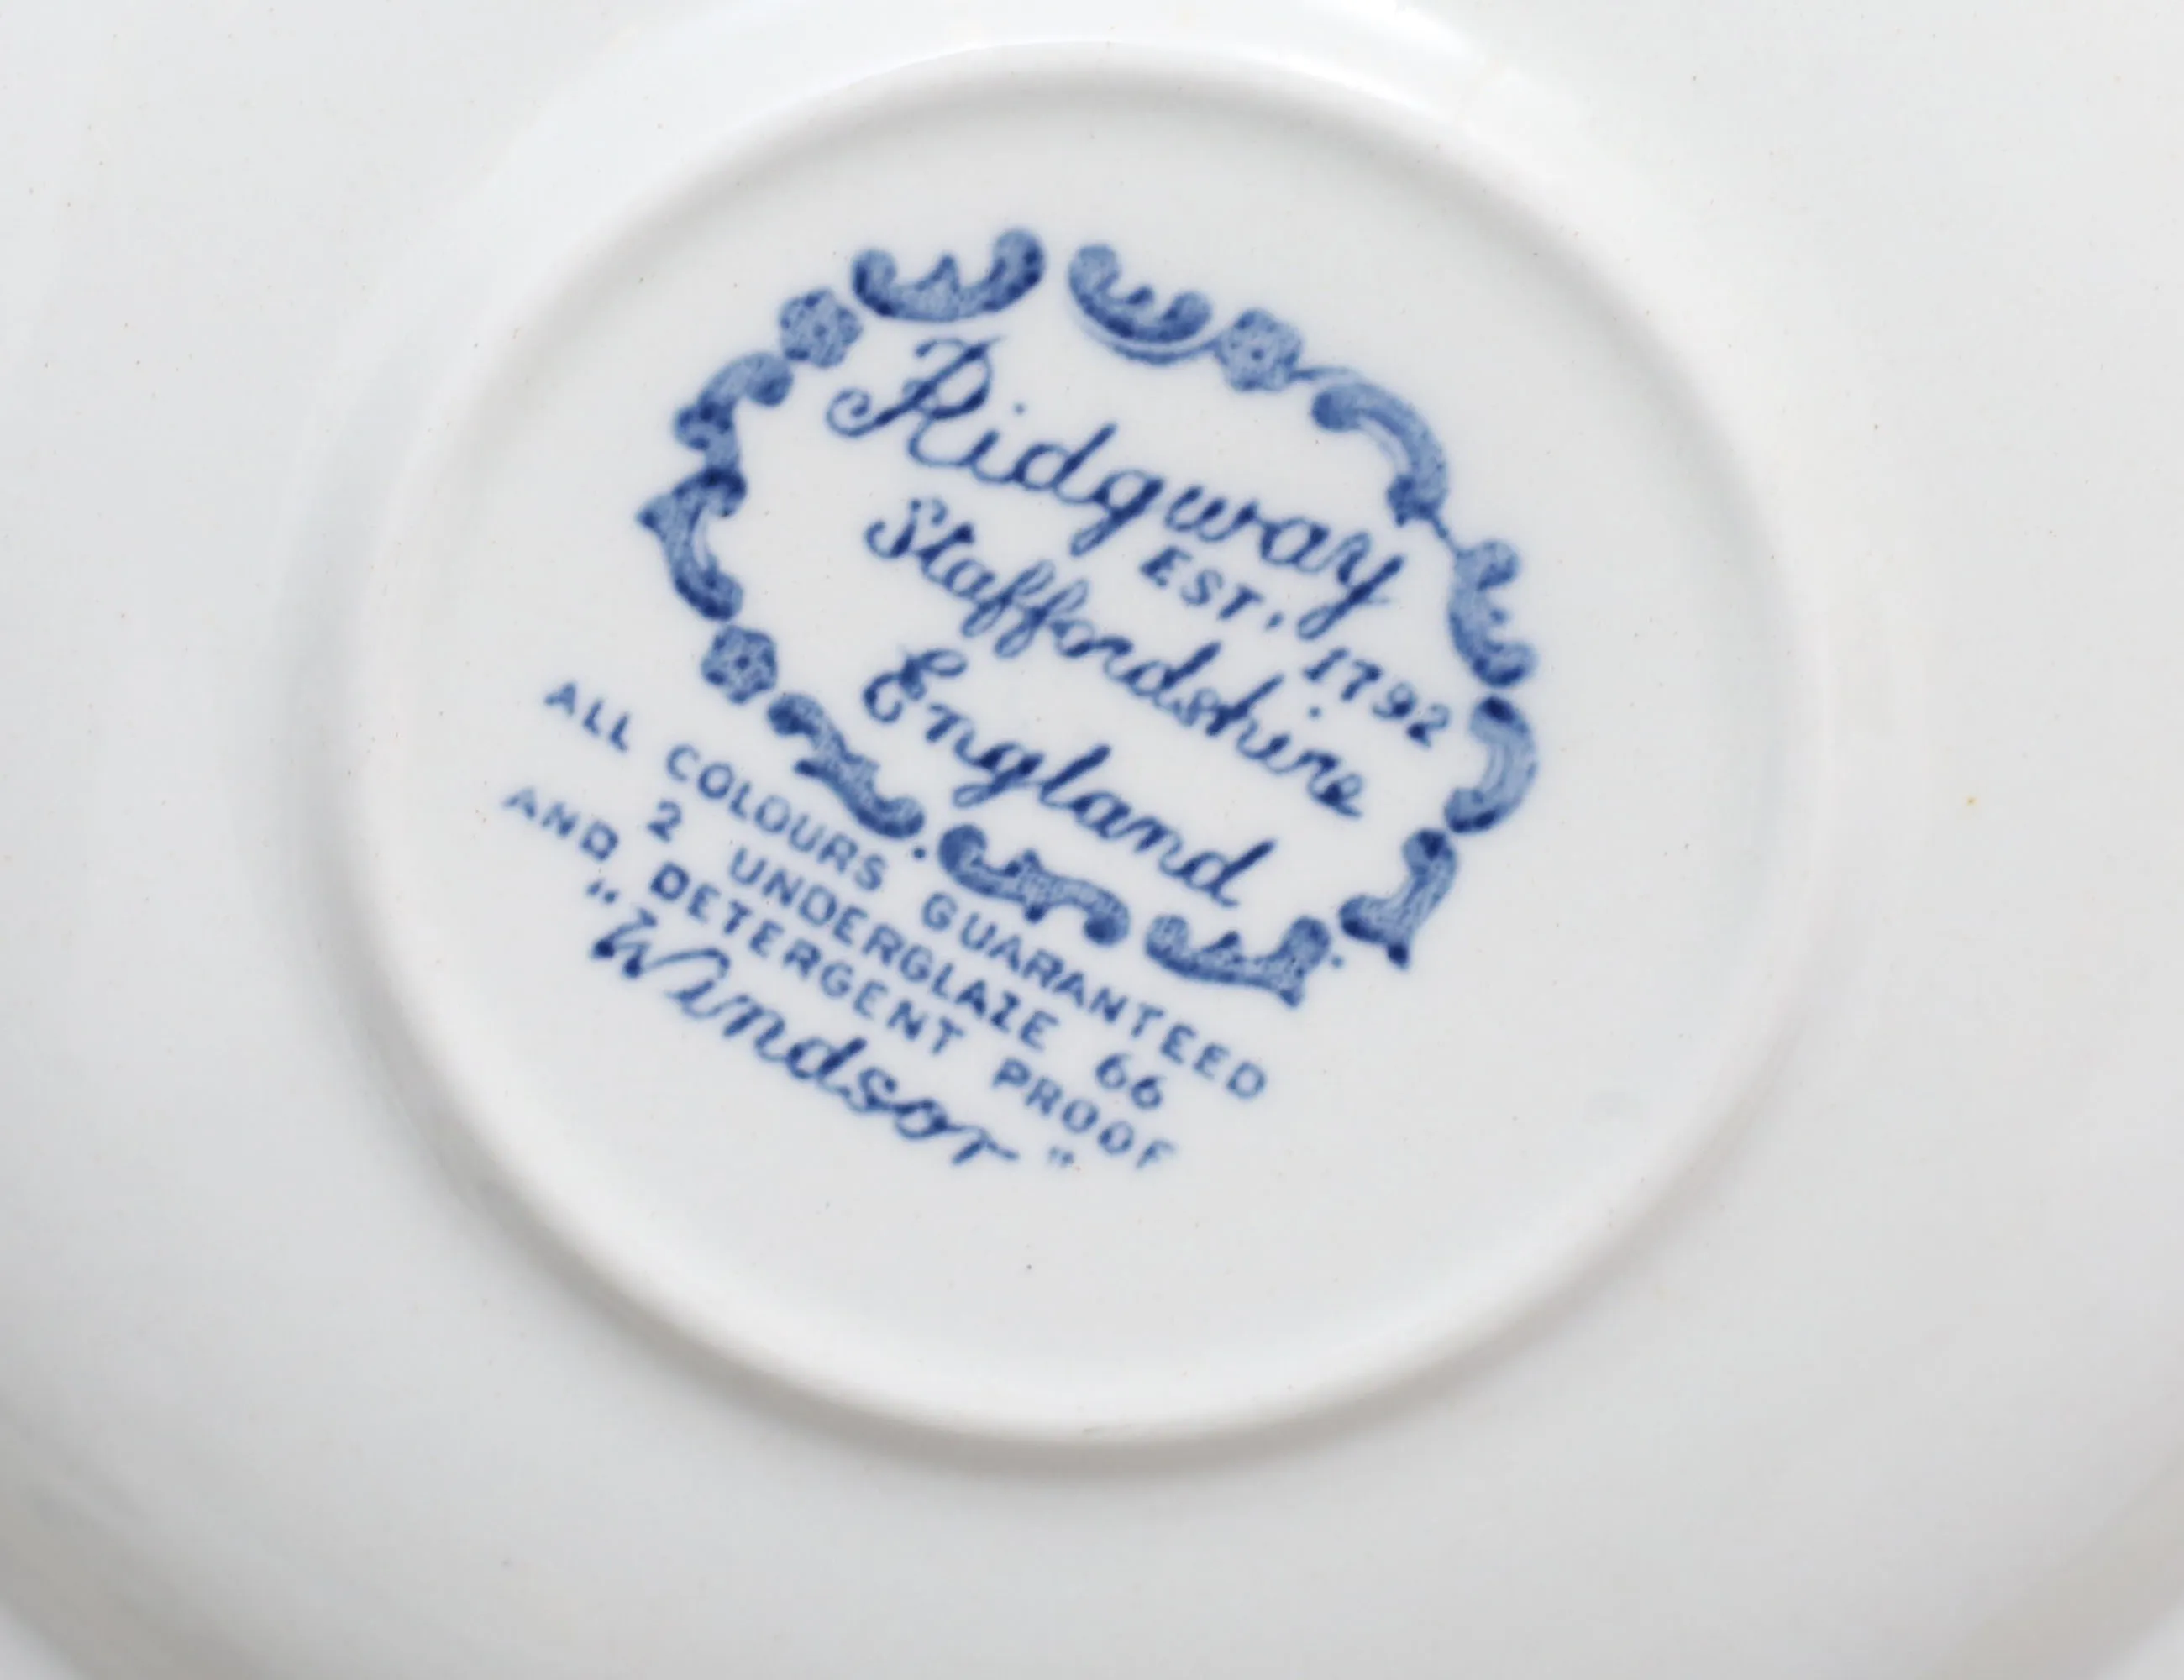 Ridgway
EST. 1792
Staffordshire
England
ALL COLOURS GUARANTEED
2 UNDERGLAZE 66
AND DETERGENT PROOF
"Windsor"